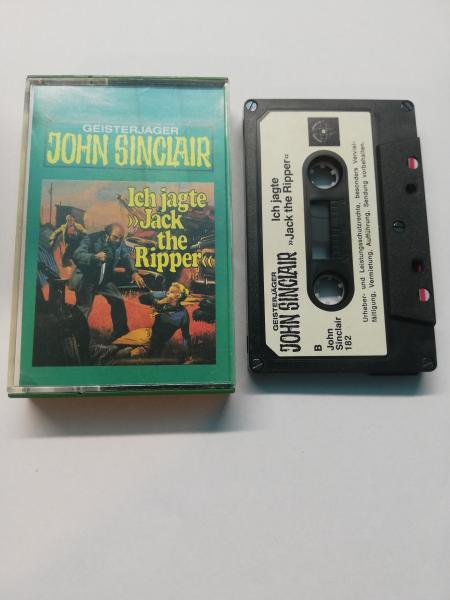 GEISTERJÄGER
JOHN SINCLAIR
Ich jagte
»Jack
the
Ripper«
GEISTERJÄGER
JOHN SINCLAIR
Ich jagte
»Jack the Ripper«
B
John
Sinclair
182
Urheber- und Leistungsschutzrechte, besonders Verviel-
fältigung, Vermietung, Aufführung, Sendung vorbehalten.